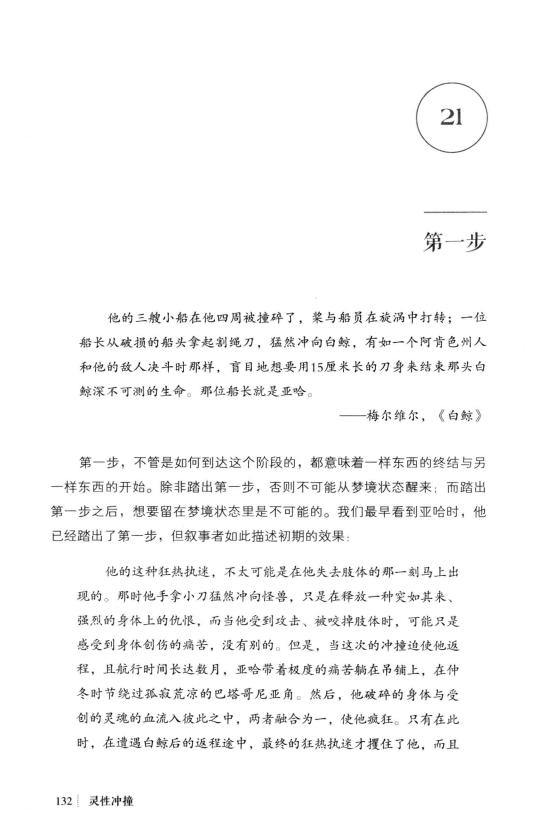 21
第一步
他的三艘小船在他四周被撞碎了，桨与船员在旋涡中打转；一位
船长从破损的船头拿起割绳刀，猛然冲向白鲸，有如一个阿肯色州人
和他的敌人决斗时那样，盲目地想要用15厘米长的刀身来结束那头白
鲸深不可测的生命。那位船长就是亚哈。
——梅尔维尔，《白鲸》
第一步，不管是如何到达这个阶段的，都意味着一样东西的终结与另
一样东西的开始。除非踏出第一步，否则不可能从梦境状态醒来；而踏出
第一步之后，想要留在梦境状态里是不可能的。我们最早看到亚哈时，他
已经踏出了第一步，但叙事者如此描述初期的效果：
他的这种狂热执迷，不太可能是在他失去肢体的那一刻马上出
现的。那时他手拿小刀猛然冲向怪兽，只是在释放一种突如其来、
强烈的身体上的仇恨，而当他受到攻击、被咬掉肢体时，可能只是
感受到身体创伤的痛苦，没有别的。但是，当这次的冲撞迫使他返
程，且航行时间长达数月，亚哈带着极度的痛苦躺在吊铺上，在仲
冬时节绕过孤寂荒凉的巴塔哥尼亚角。然后，他破碎的身体与受
创的灵魂的血流入彼此之中，两者融合为一，使他疯狂。只有在此
时，在遭遇白鲸后的返程途中，最终的狂热执迷才攫住了他，而且
132 灵性冲撞